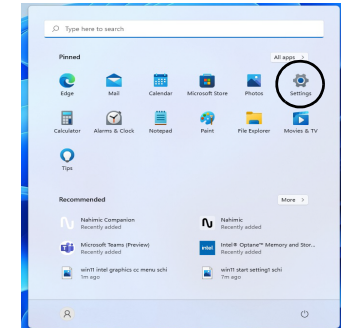 Type here to search
Pinned
All apps >
Edge
Mail
Calendar
Microsoft Store
Photos
Settings
Calculator
Alarms & Clock
Notepad
Paint
File Explorer
Movies & TV
Tips
Recommended
More >
Nahimic Companion
Recently added
Nahimic
Recently added
Microsoft Teams (Preview)
Recently added
intel
Intel® Optane™ Memory and Stor...
Recently added
win11 intel graphics cc menu schi
1m ago
win11 start setting1 schi
7m ago